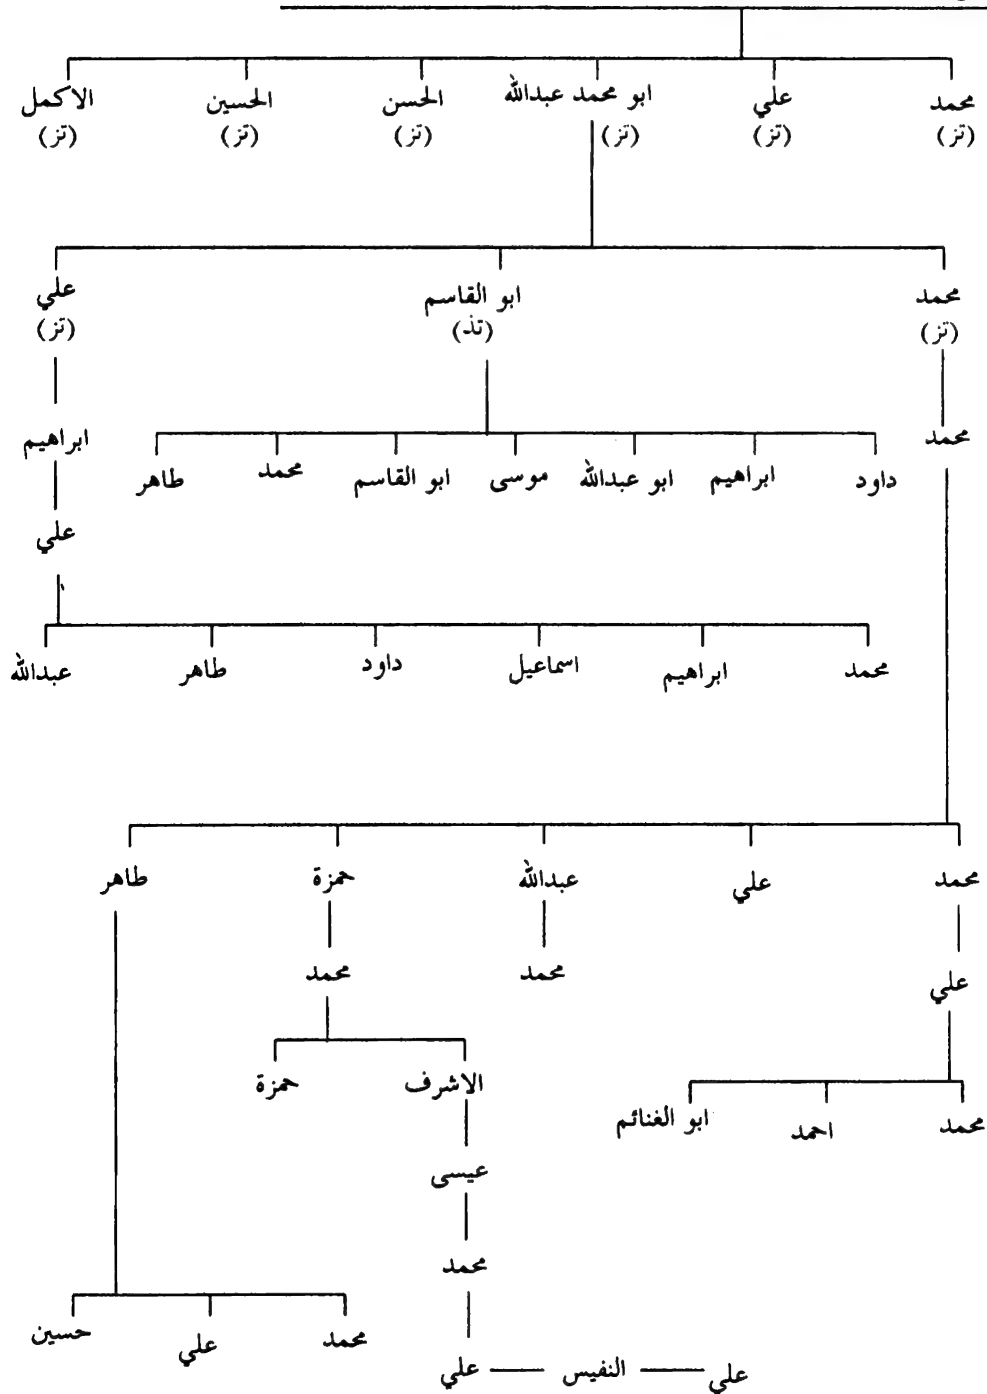 محمد علي ابو محمد عبدالله الحسن الحسين الاكمل
(تز) (تز) (تز) (تز) (تز) (تز)
محمد ابو القاسم علي
(تز) (تذ) (تز)
محمد ابراهيم
داود ابراهيم ابو عبدالله موسى ابو القاسم محمد طاهر
علي
محمد ابراهيم اسماعيل داود طاهر عبدالله
محمد علي عبدالله حمزة طاهر
محمد محمد
علي
الاشرف حمزة
محمد احمد ابو الغنائم
عيسى
محمد
محمد علي حسين
علي النفيس علي